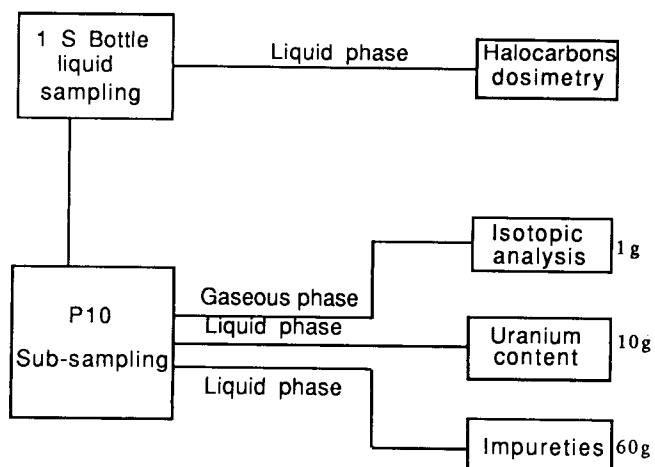 1 S Bottle
liquid
sampling
Liquid phase
Halocarbons
dosimetry
Isotopic
analysis
1g
P10
Sub-sampling
Gaseous phase
Liquid phase
Uranium
content
10g
Liquid phase
Impureties
60g